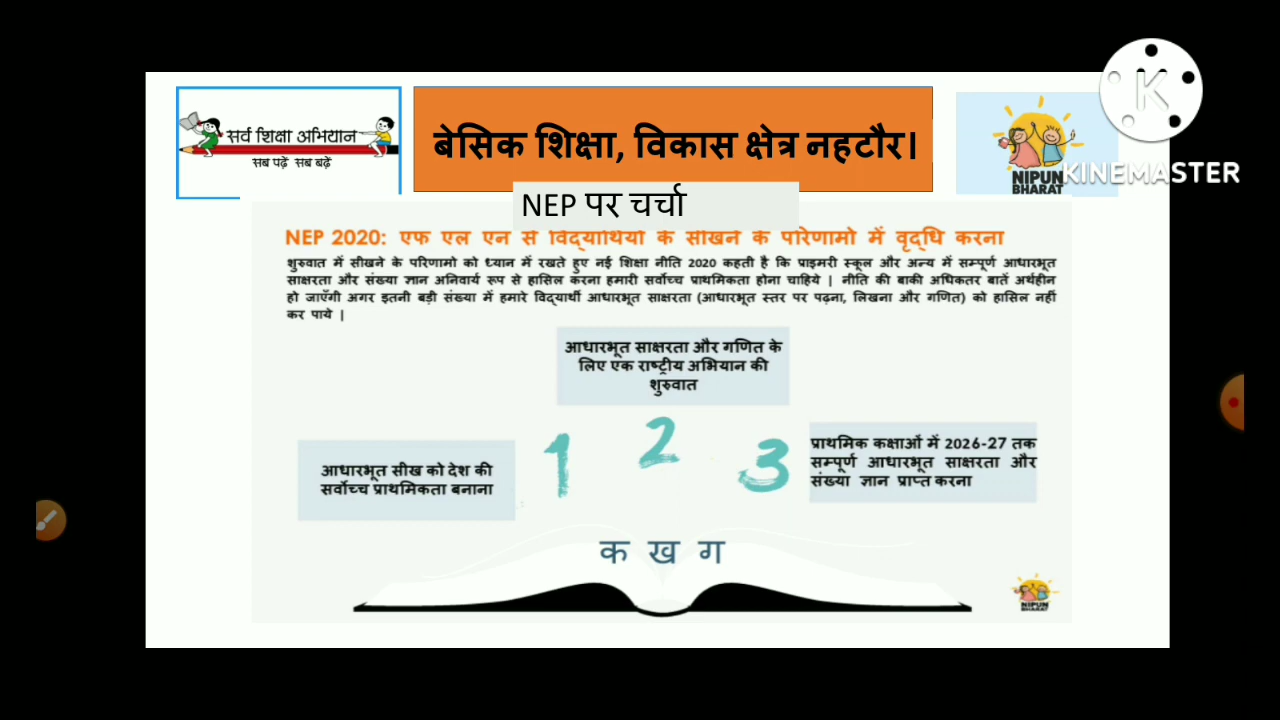 सर्व शिक्षा अभियान
सब पढ़ें सब बढ़ें
बेसिक शिक्षा, विकास क्षेत्र नहटौर।
NIPUN
BHARAT
K
KINEMASTER
NEP पर चर्चा
NEP 2020: एफ एल एन से विद्यार्थियों के सीखने के परिणामो में वृद्धि करना
शुरुवात में सीखने के परिणामो को ध्यान में रखते हुए नई शिक्षा नीति 2020 कहती है कि प्राइमरी स्कूल और अन्य में सम्पूर्ण आधारभूत
साक्षरता और संख्या ज्ञान अनिवार्य रूप से हासिल करना हमारी सर्वोच्च प्राथमिकता होना चाहिये | नीति की बाकी अधिकतर बातें अर्थहीन
हो जाएँगी अगर इतनी बड़ी संख्या में हमारे विद्यार्थी आधारभूत साक्षरता (आधारभूत स्तर पर पढ़ना, लिखना और गणित) को हासिल नहीं
कर पाये |
आधारभूत साक्षरता और गणित के
लिए एक राष्ट्रीय अभियान की
शुरुवात
आधारभूत सीख को देश की
सर्वोच्च प्राथमिकता बनाना
1 2 3
प्राथमिक कक्षाओं में 2026-27 तक
सम्पूर्ण आधारभूत साक्षरता और
संख्या ज्ञान प्राप्त करना
क ख ग
NIPUN
BHARAT